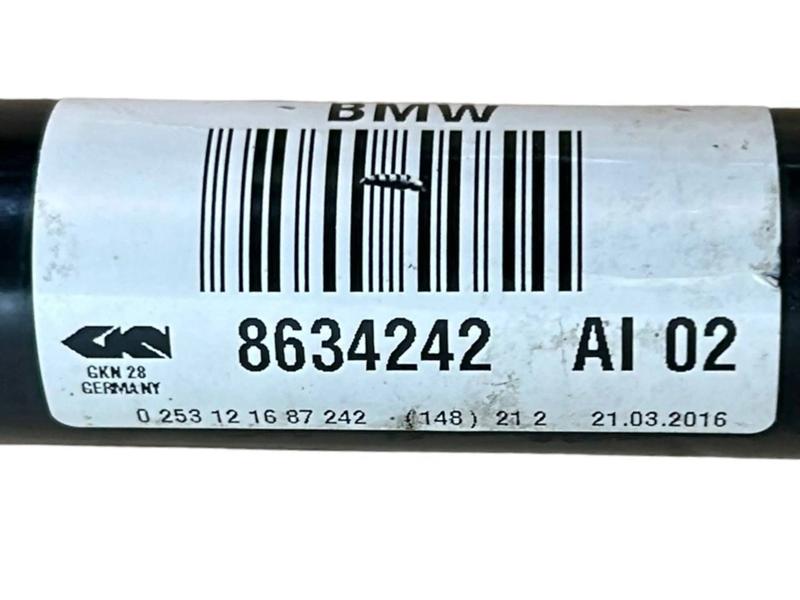 BMW
GKN
8634242 AI 02
GKN 28
GERMANY
0 253 12 16 87 242 (148) 21 2 21.03.2016